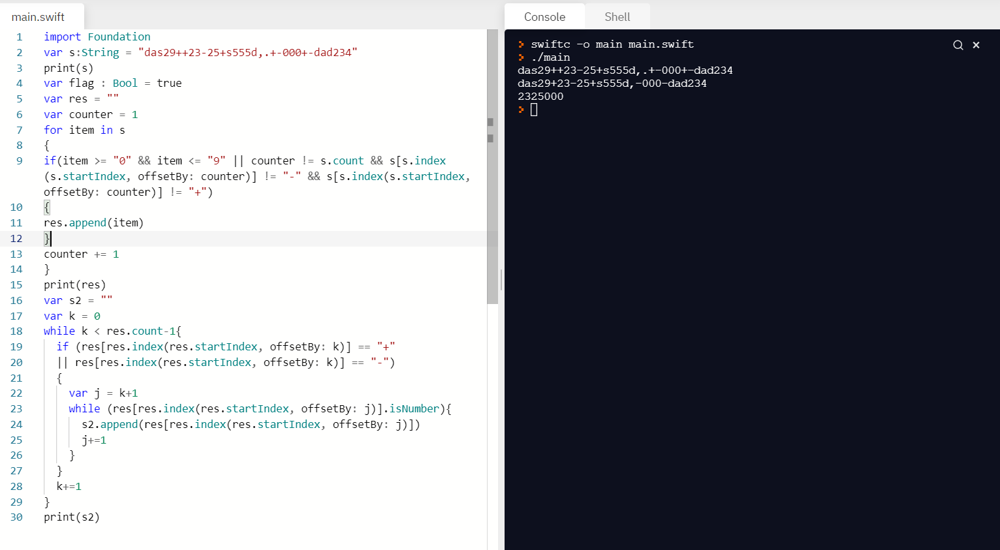 main.swift
1 import Foundation
2 var s:String = "das29++23-25+s555d,.+-000+-dad234"
3 print(s)
4 var flag : Bool = true
5 var res = ""
6 var counter = 1
7 for item in s
8 {
9 if(item >= "0" && item <= "9" || counter != s.count && s[s.index
(s.startIndex, offsetBy: counter)] != "-" && s[s.index(s.startIndex,
offsetBy: counter)] != "+")
10 {
11 res.append(item)
12 }
13 counter += 1
14 }
15 print(res)
16 var s2 = ""
17 var k = 0
18 while k < res.count-1{
19 if (res[res.index(res.startIndex, offsetBy: k)] == "+"
20 || res[res.index(res.startIndex, offsetBy: k)] == "-")
21 {
22 var j = k+1
23 while (res[res.index(res.startIndex, offsetBy: j)].isNumber){
24 s2.append(res[res.index(res.startIndex, offsetBy: j)])
25 j+=1
26 }
27 }
28 k+=1
29 }
30 print(s2)
Console Shell
swiftc -o main main.swift
./main
das29++23-25+s555d,.+-000+-dad234
das29+23-25+s555d,-000-dad234
2325000